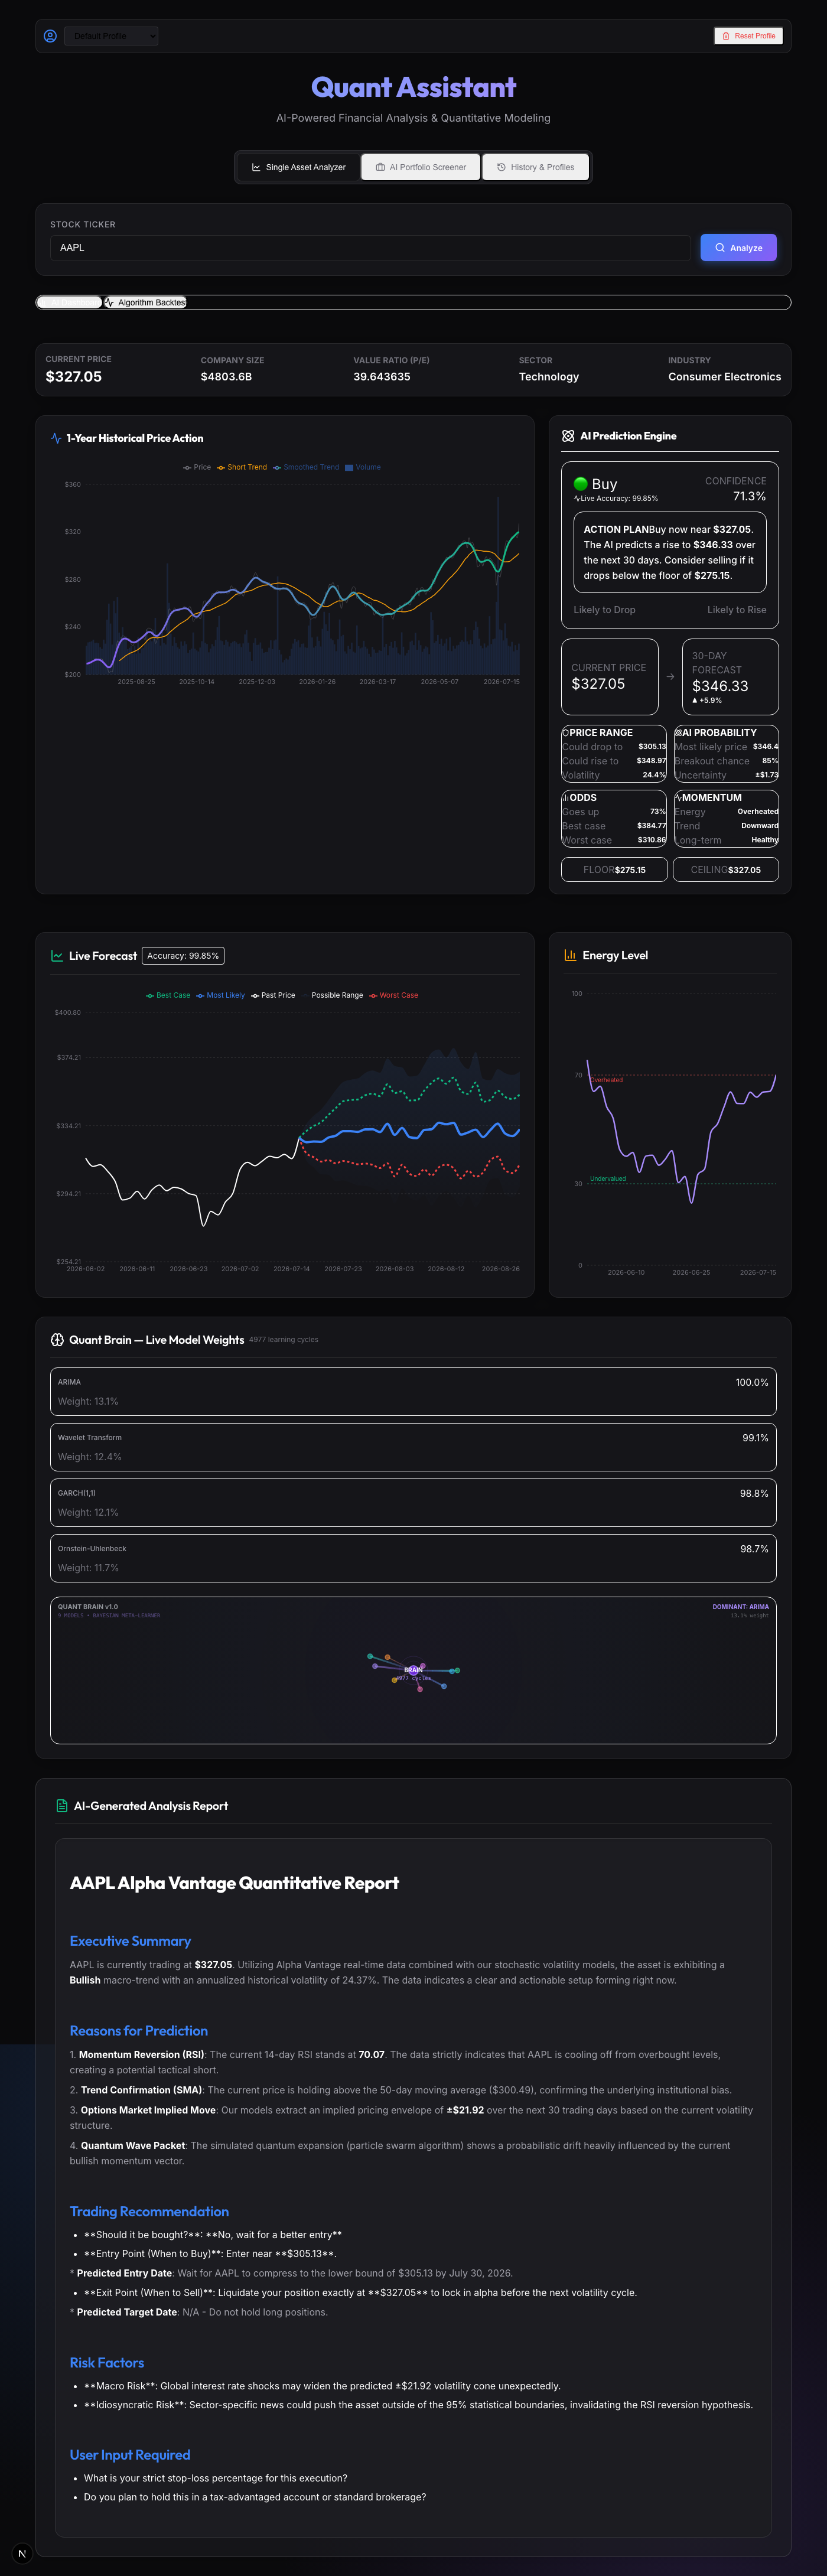 Default Profile
Reset Profile
Quant Assistant
AI-Powered Financial Analysis & Quantitative Modeling
Single Asset Analyzer
AI Portfolio Screener
History & Profiles
STOCK TICKER
AAPL
Analyze
Algorithm Backtest
CURRENT PRICE
$327.05
COMPANY SIZE
$4803.6B
VALUE RATIO (P/E)
39.643635
SECTOR
Technology
INDUSTRY
Consumer Electronics
1-Year Historical Price Action
Price Short Trend Smoothed Trend Volume
$360
$320
$280
$240
$200
2025-08-25 2025-10-14 2025-12-03 2026-01-26 2026-03-17 2026-05-07 2026-07-15
AI Prediction Engine
Buy
Live Accuracy: 99.85%
CONFIDENCE
71.3%
ACTION PLANBuy now near $327.05.
The AI predicts a rise to $346.33 over
the next 30 days. Consider selling if it
drops below the floor of $275.15.
Likely to Drop
Likely to Rise
CURRENT PRICE
$327.05
→
30-DAY
FORECAST
$346.33
▲ +5.9%
PRICE RANGE
Could drop to $305.13
Could rise to $348.97
Volatility 24.4%
AI PROBABILITY
Most likely price $346.4
Breakout chance 85%
Uncertainty ±$1.73
ODDS
Goes up 73%
Best case $384.77
Worst case $310.86
MOMENTUM
Energy Overheated
Trend Downward
Long-term Healthy
FLOOR$275.15
CEILING$327.05
Live Forecast
Accuracy: 99.85%
Best Case Most Likely Past Price Possible Range Worst Case
$400.80
$374.21
$334.21
$294.21
$254.21
2026-06-02 2026-06-11 2026-06-23 2026-07-02 2026-07-14 2026-07-23 2026-08-03 2026-08-12 2026-08-26
Energy Level
100
70
Overheated
Undervalued
30
0
2026-06-10 2026-06-25 2026-07-15
Quant Brain — Live Model Weights 4977 learning cycles
ARIMA
100.0%
Weight: 13.1%
Wavelet Transform
99.1%
Weight: 12.4%
GARCH(1,1)
98.8%
Weight: 12.1%
Ornstein-Uhlenbeck
98.7%
Weight: 11.7%
QUANT BRAIN v1.0
9 MODELS • BAYESIAN META-LEARNER
DOMINANT: ARIMA
13.1% weight
BRAIN
4977 cycles
AI-Generated Analysis Report
AAPL Alpha Vantage Quantitative Report
Executive Summary
AAPL is currently trading at $327.05. Utilizing Alpha Vantage real-time data combined with our stochastic volatility models, the asset is exhibiting a
Bullish macro-trend with an annualized historical volatility of 24.37%. The data indicates a clear and actionable setup forming right now.
Reasons for Prediction
1. Momentum Reversion (RSI): The current 14-day RSI stands at 70.07. The data strictly indicates that AAPL is cooling off from overbought levels,
creating a potential tactical short.
2. Trend Confirmation (SMA): The current price is holding above the 50-day moving average ($300.49), confirming the underlying institutional bias.
3. Options Market Implied Move: Our models extract an implied pricing envelope of ±$21.92 over the next 30 trading days based on the current volatility
structure.
4. Quantum Wave Packet: The simulated quantum expansion (particle swarm algorithm) shows a probabilistic drift heavily influenced by the current
bullish momentum vector.
Trading Recommendation
• **Should it be bought?**: **No, wait for a better entry**
• **Entry Point (When to Buy)**: Enter near **$305.13**.
* Predicted Entry Date: Wait for AAPL to compress to the lower bound of $305.13 by July 30, 2026.
• **Exit Point (When to Sell)**: Liquidate your position exactly at **$327.05** to lock in alpha before the next volatility cycle.
* Predicted Target Date: N/A - Do not hold long positions.
Risk Factors
• **Macro Risk**: Global interest rate shocks may widen the predicted ±$21.92 volatility cone unexpectedly.
• **Idiosyncratic Risk**: Sector-specific news could push the asset outside of the 95% statistical boundaries, invalidating the RSI reversion hypothesis.
User Input Required
• What is your strict stop-loss percentage for this execution?
• Do you plan to hold this in a tax-advantaged account or standard brokerage?
N